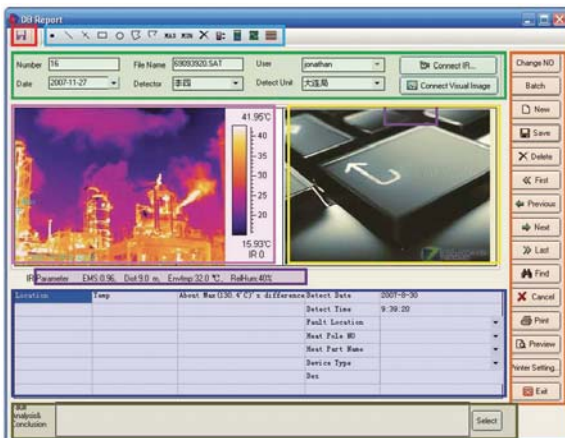 DB Report
MAX MIN
Number 16 File Name 69093920.SAT User jonathan Connect IR...
Date 2007-11-27 Detector 李四 Detect Unit 大连局 Connect Visual Image
Change NO
Batch
New
Save
Delete
First
Previous
Next
Last
Find
Cancel
Print
Preview
Printer Setting..
Exit
41.95℃
40
35
30
25
20
15.93℃
IR 0.
IR Parameter EMS:0.96, Dist:9.0 m, EnvImp:32.0 ℃, RelHum:40%
Location Temp About Max(330.4℃)'s difference Detect Date 2007-8-30
Detect Time 9:39:20
Fault Location
Heat Pole NO
Heat Part Name
Device Type
Des
Analysis&
Conclusion
Select